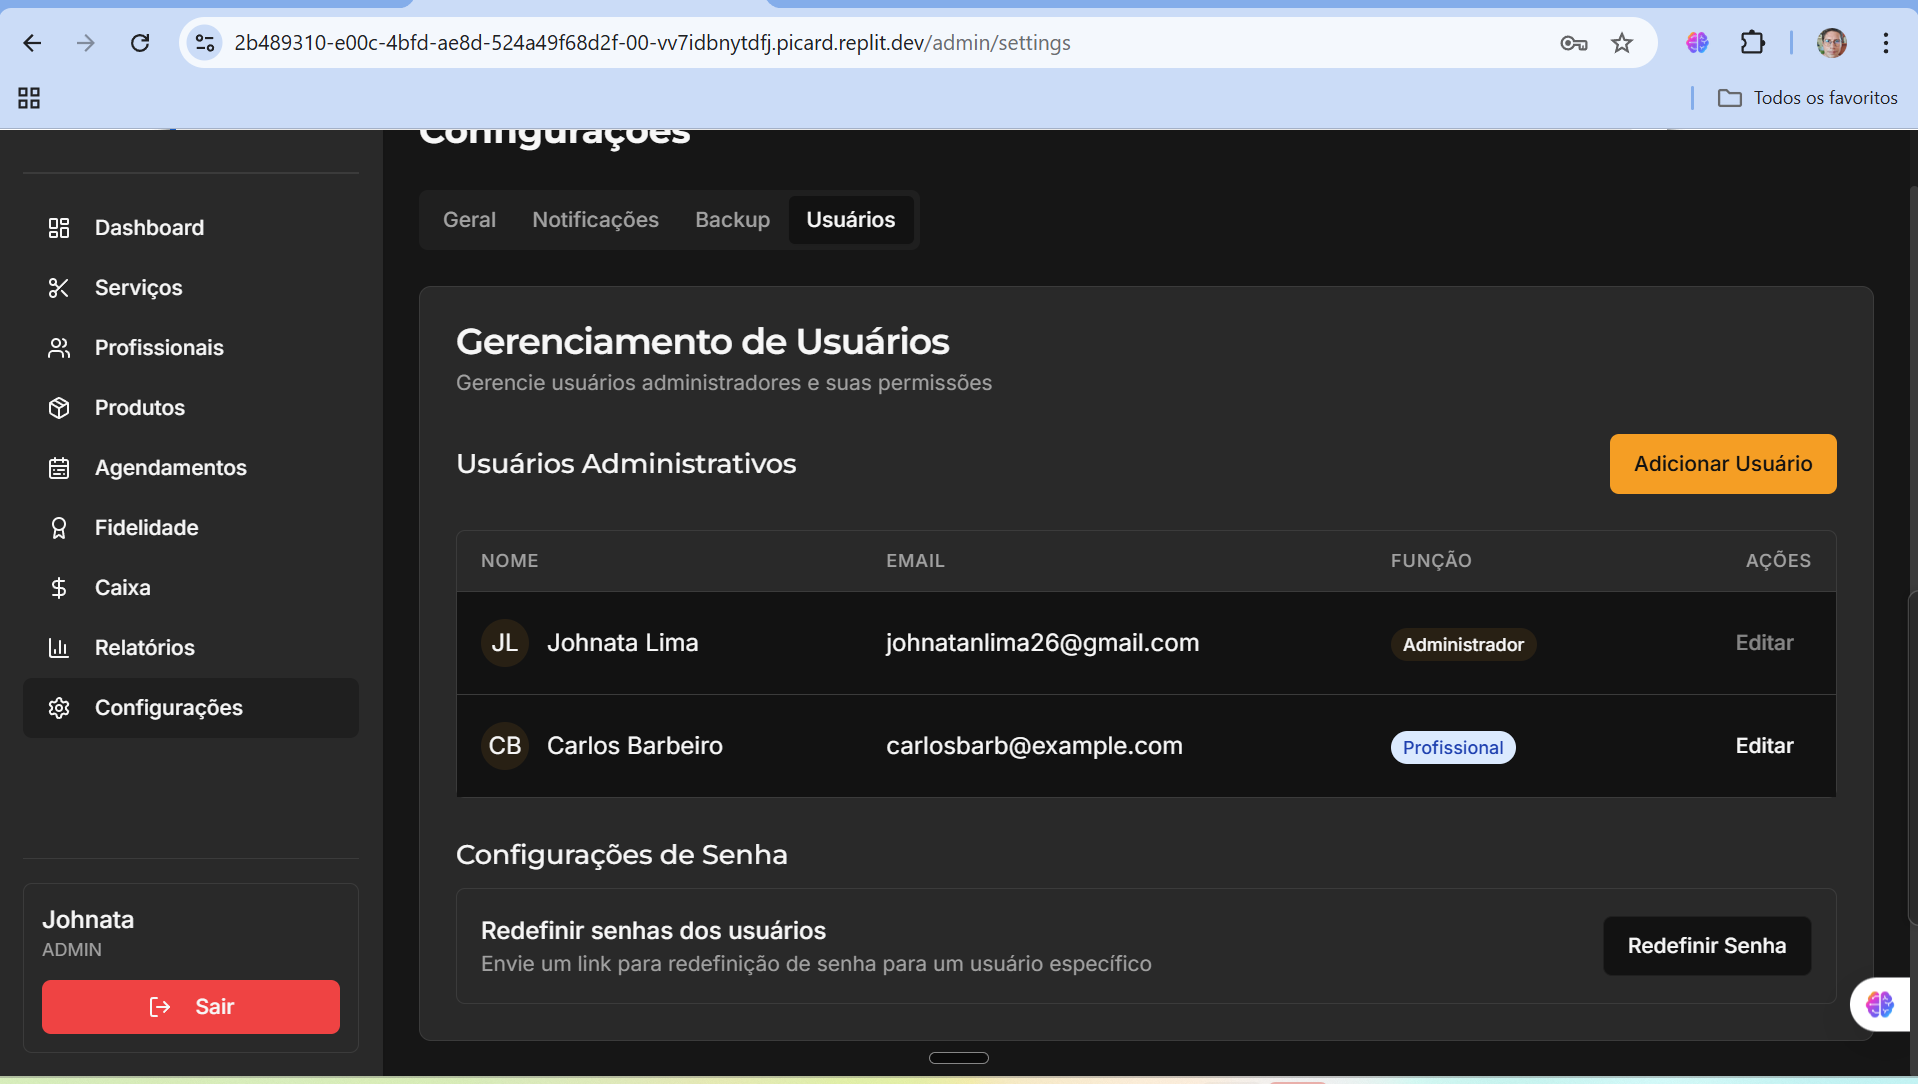 2b489310-e00c-4bfd-ae8d-524a49f68d2f-00-vv7idbnytdfj.picard.replit.dev/admin/settings
Todos os favoritos
Configurações
Dashboard
Serviços
Profissionais
Produtos
Agendamentos
Fidelidade
Caixa
Relatórios
Configurações
Johnata
ADMIN
Sair
Geral Notificações Backup Usuários
Gerenciamento de Usuários
Gerencie usuários administradores e suas permissões
Usuários Administrativos
Adicionar Usuário
NOME EMAIL FUNÇÃO AÇÕES
JL Johnata Lima johnatanlima26@gmail.com Administrador Editar
CB Carlos Barbeiro carlosbarb@example.com Profissional Editar
Configurações de Senha
Redefinir senhas dos usuários
Envie um link para redefinição de senha para um usuário específico
Redefinir Senha